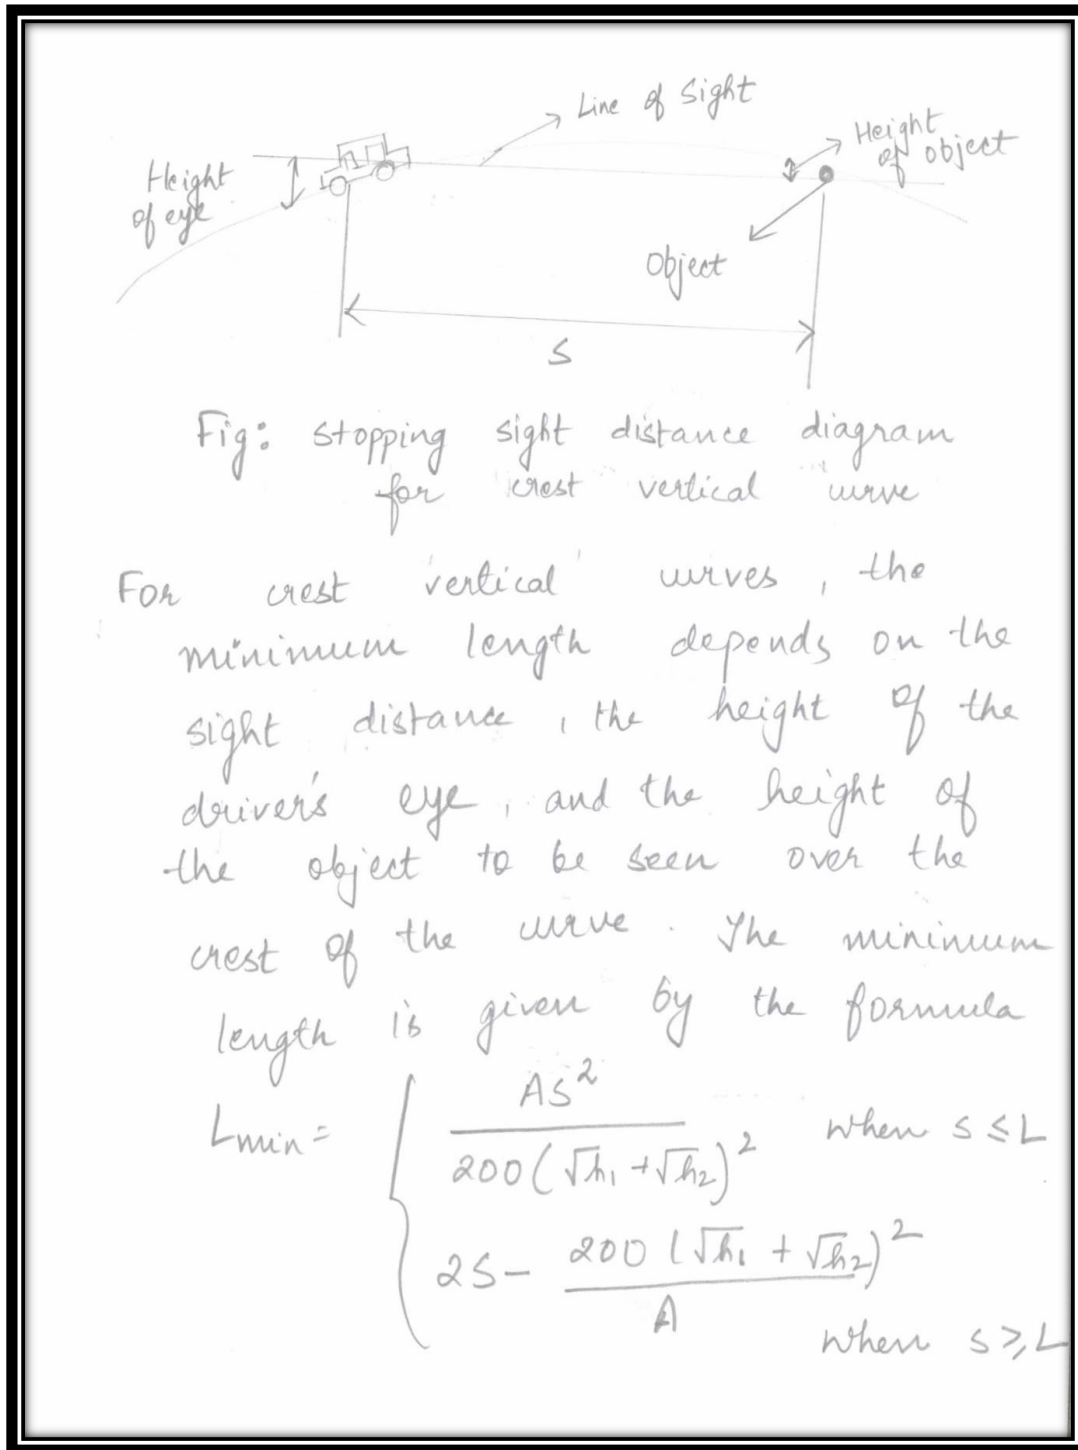 Line of Sight
Height
of object
Height
of eye
Object
S
Fig: stopping sight distance diagram
for crest vertical curve
For crest vertical curves, the
minimum length depends on the
sight distance, the height of the
driver's eye, and the height of
the object to be seen over the
crest of the curve. The minimum
length is given by the formula
Lmin = { AS² / 200(√h₁ + √h₂)² when S ≤ L
2S - 200(√h₁ + √h₂)² / A
when S ≥ L